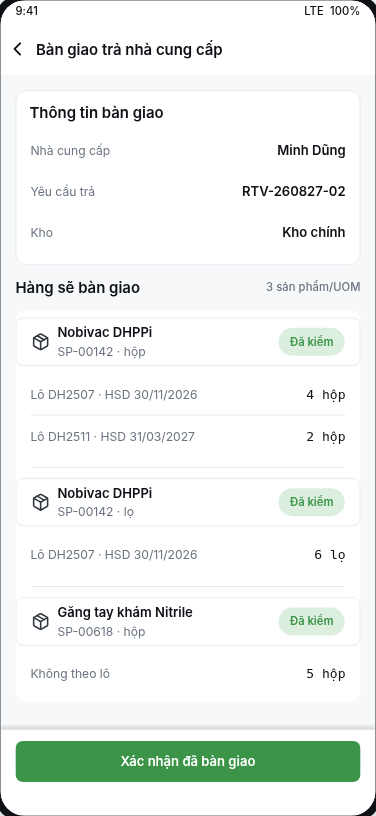 9:41 LTE 100%
Bàn giao trả nhà cung cấp
Thông tin bàn giao
Nhà cung cấp Minh Dũng
Yêu cầu trả RTV-260827-02
Kho Kho chính
Hàng sẽ bàn giao 3 sản phẩm/UOM
Nobivac DHPPi
SP-00142 · hộp
Đã kiểm
Lô DH2507 · HSD 30/11/2026 4 hộp
Lô DH2511 · HSD 31/03/2027 2 hộp
Nobivac DHPPi
SP-00142 · lọ
Đã kiểm
Lô DH2507 · HSD 30/11/2026 6 lọ
Găng tay khám Nitrile
SP-00618 · hộp
Đã kiểm
Không theo lô 5 hộp
Xác nhận đã bàn giao